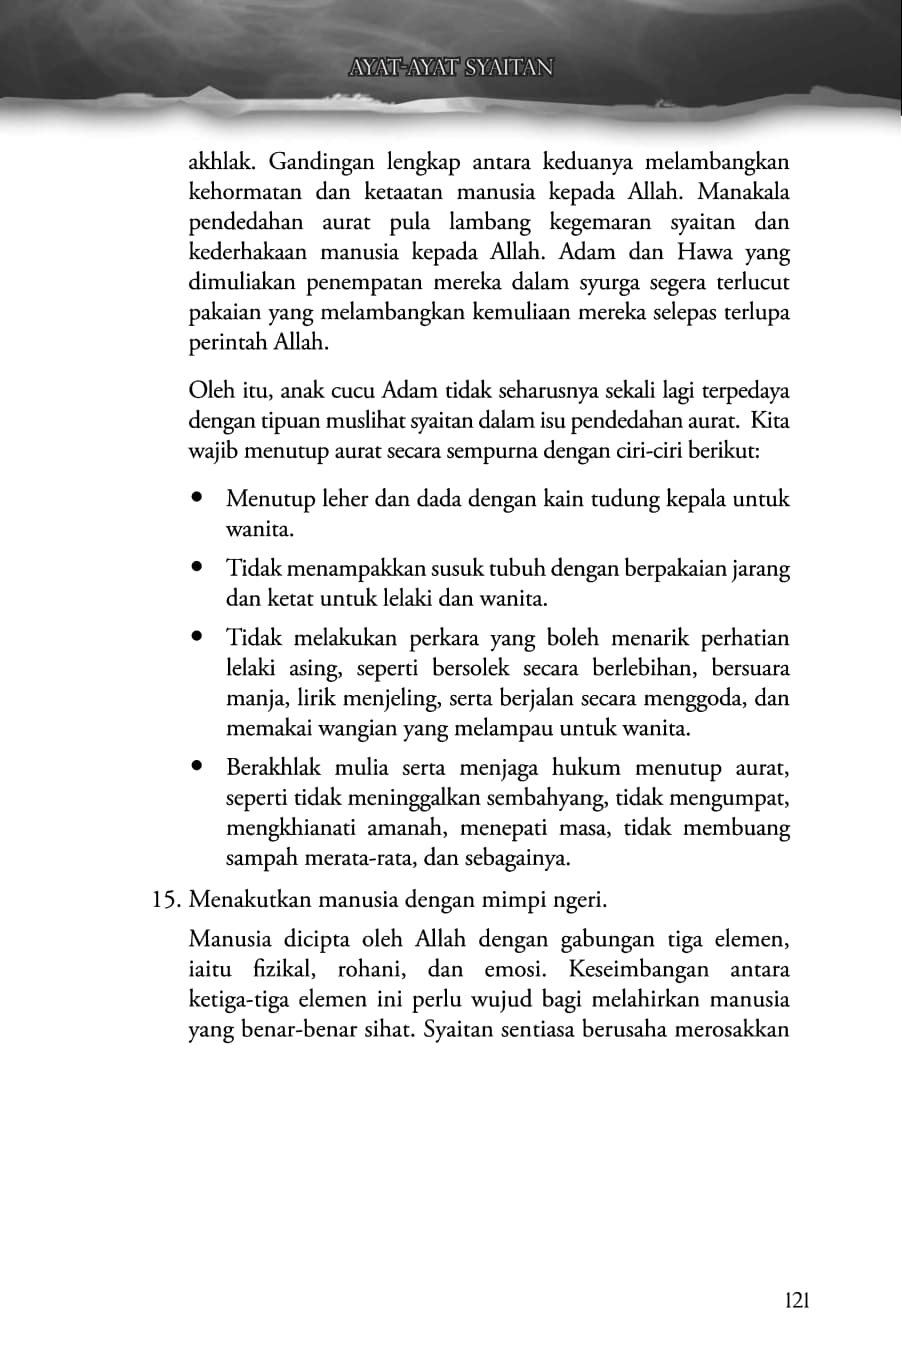 AYAT-AYAT SYAITAN
akhlak. Gandingan lengkap antara keduanya melambangkan
kehormatan dan ketaatan manusia kepada Allah. Manakala
pendedahan aurat pula lambang kegemaran syaitan dan
kederhakaan manusia kepada Allah. Adam dan Hawa yang
dimuliakan penempatan mereka dalam syurga segera terlucut
pakaian yang melambangkan kemuliaan mereka selepas terlupa
perintah Allah.
Oleh itu, anak cucu Adam tidak seharusnya sekali lagi terpedaya
dengan tipuan muslihat syaitan dalam isu pendedahan aurat. Kita
wajib menutup aurat secara sempurna dengan ciri-ciri berikut:
• Menutup leher dan dada dengan kain tudung kepala untuk
wanita.
• Tidak menampakkan susuk tubuh dengan berpakaian jarang
dan ketat untuk lelaki dan wanita.
• Tidak melakukan perkara yang boleh menarik perhatian
lelaki asing, seperti bersolek secara berlebihan, bersuara
manja, lirik menjeling, serta berjalan secara menggoda, dan
memakai wangian yang melampau untuk wanita.
• Berakhlak mulia serta menjaga hukum menutup aurat,
seperti tidak meninggalkan sembahyang, tidak mengumpat,
mengkhianati amanah, menepati masa, tidak membuang
sampah merata-rata, dan sebagainya.
15. Menakutkan manusia dengan mimpi ngeri.
Manusia dicipta oleh Allah dengan gabungan tiga elemen,
iaitu fizikal, rohani, dan emosi. Keseimbangan antara
ketiga-tiga elemen ini perlu wujud bagi melahirkan manusia
yang benar-benar sihat. Syaitan sentiasa berusaha merosakkan
121